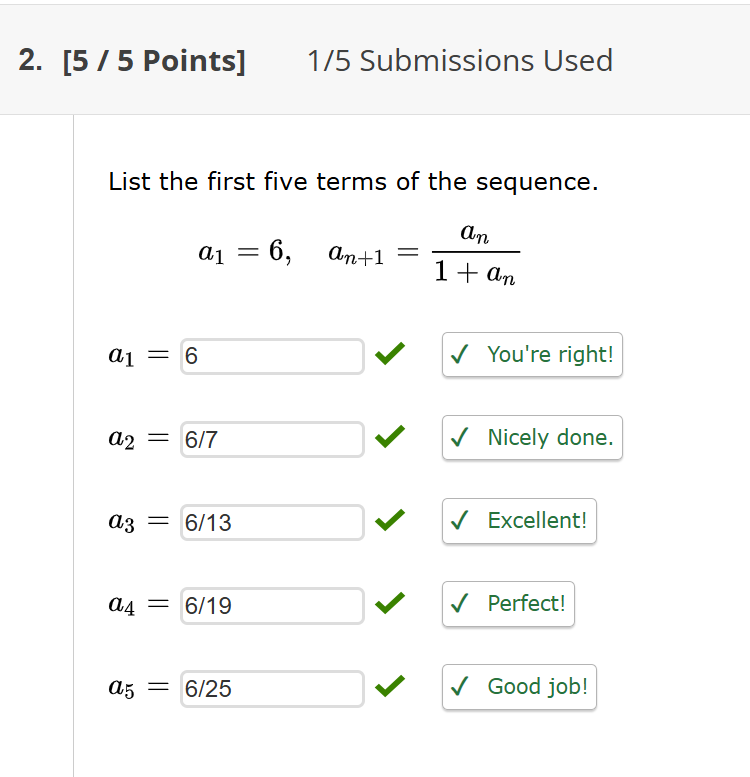 2. [5 / 5 Points] 1/5 Submissions Used
List the first five terms of the sequence.
a₁ = 6, aₙ₊₁ = aₙ / (1 + aₙ)
a₁ = 6 ✓ ✓ You're right!
a₂ = 6/7 ✓ ✓ Nicely done.
a₃ = 6/13 ✓ ✓ Excellent!
a₄ = 6/19 ✓ ✓ Perfect!
a₅ = 6/25 ✓ ✓ Good job!